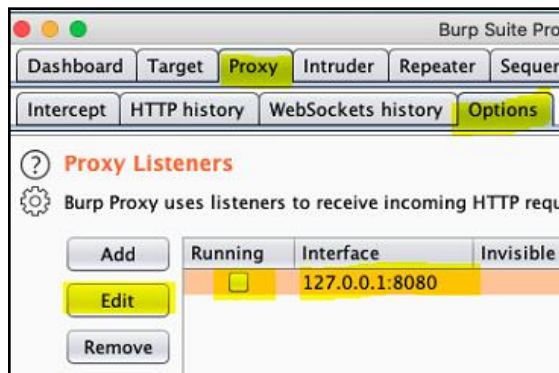 Burp Suite Pro
Dashboard Target Proxy Intruder Repeater Sequer
Intercept HTTP history WebSockets history Options
? Proxy Listeners
Burp Proxy uses listeners to receive incoming HTTP requ
Add Running Interface Invisible
127.0.0.1:8080
Edit
Remove